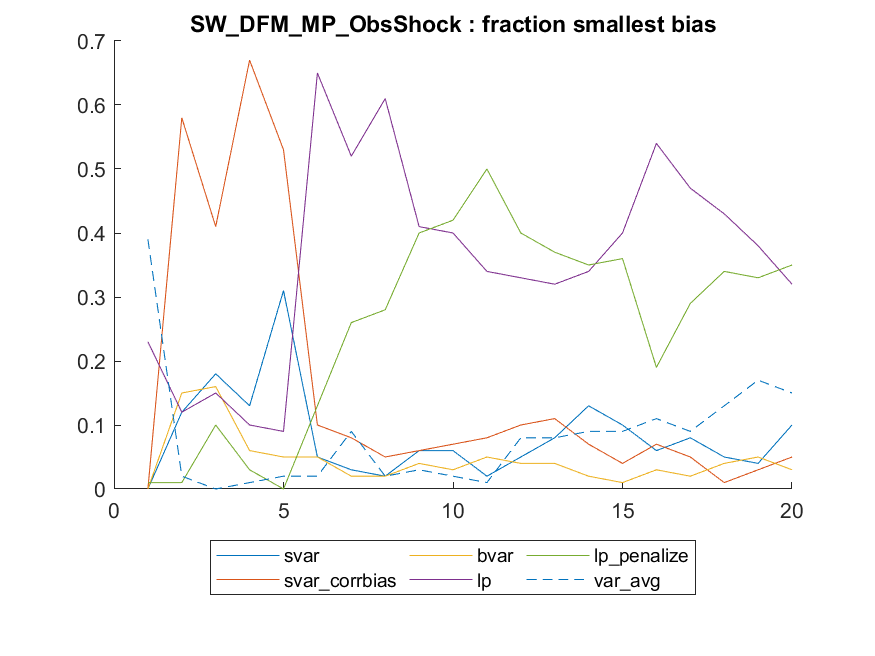 SW_DFM_MP_ObsShock : fraction smallest bias
0.7
0.6
0.5
0.4
0.3
0.2
0.1
0
0 5 10 15 20
svar bvar lp_penalize
svar_corrbias lp var_avg